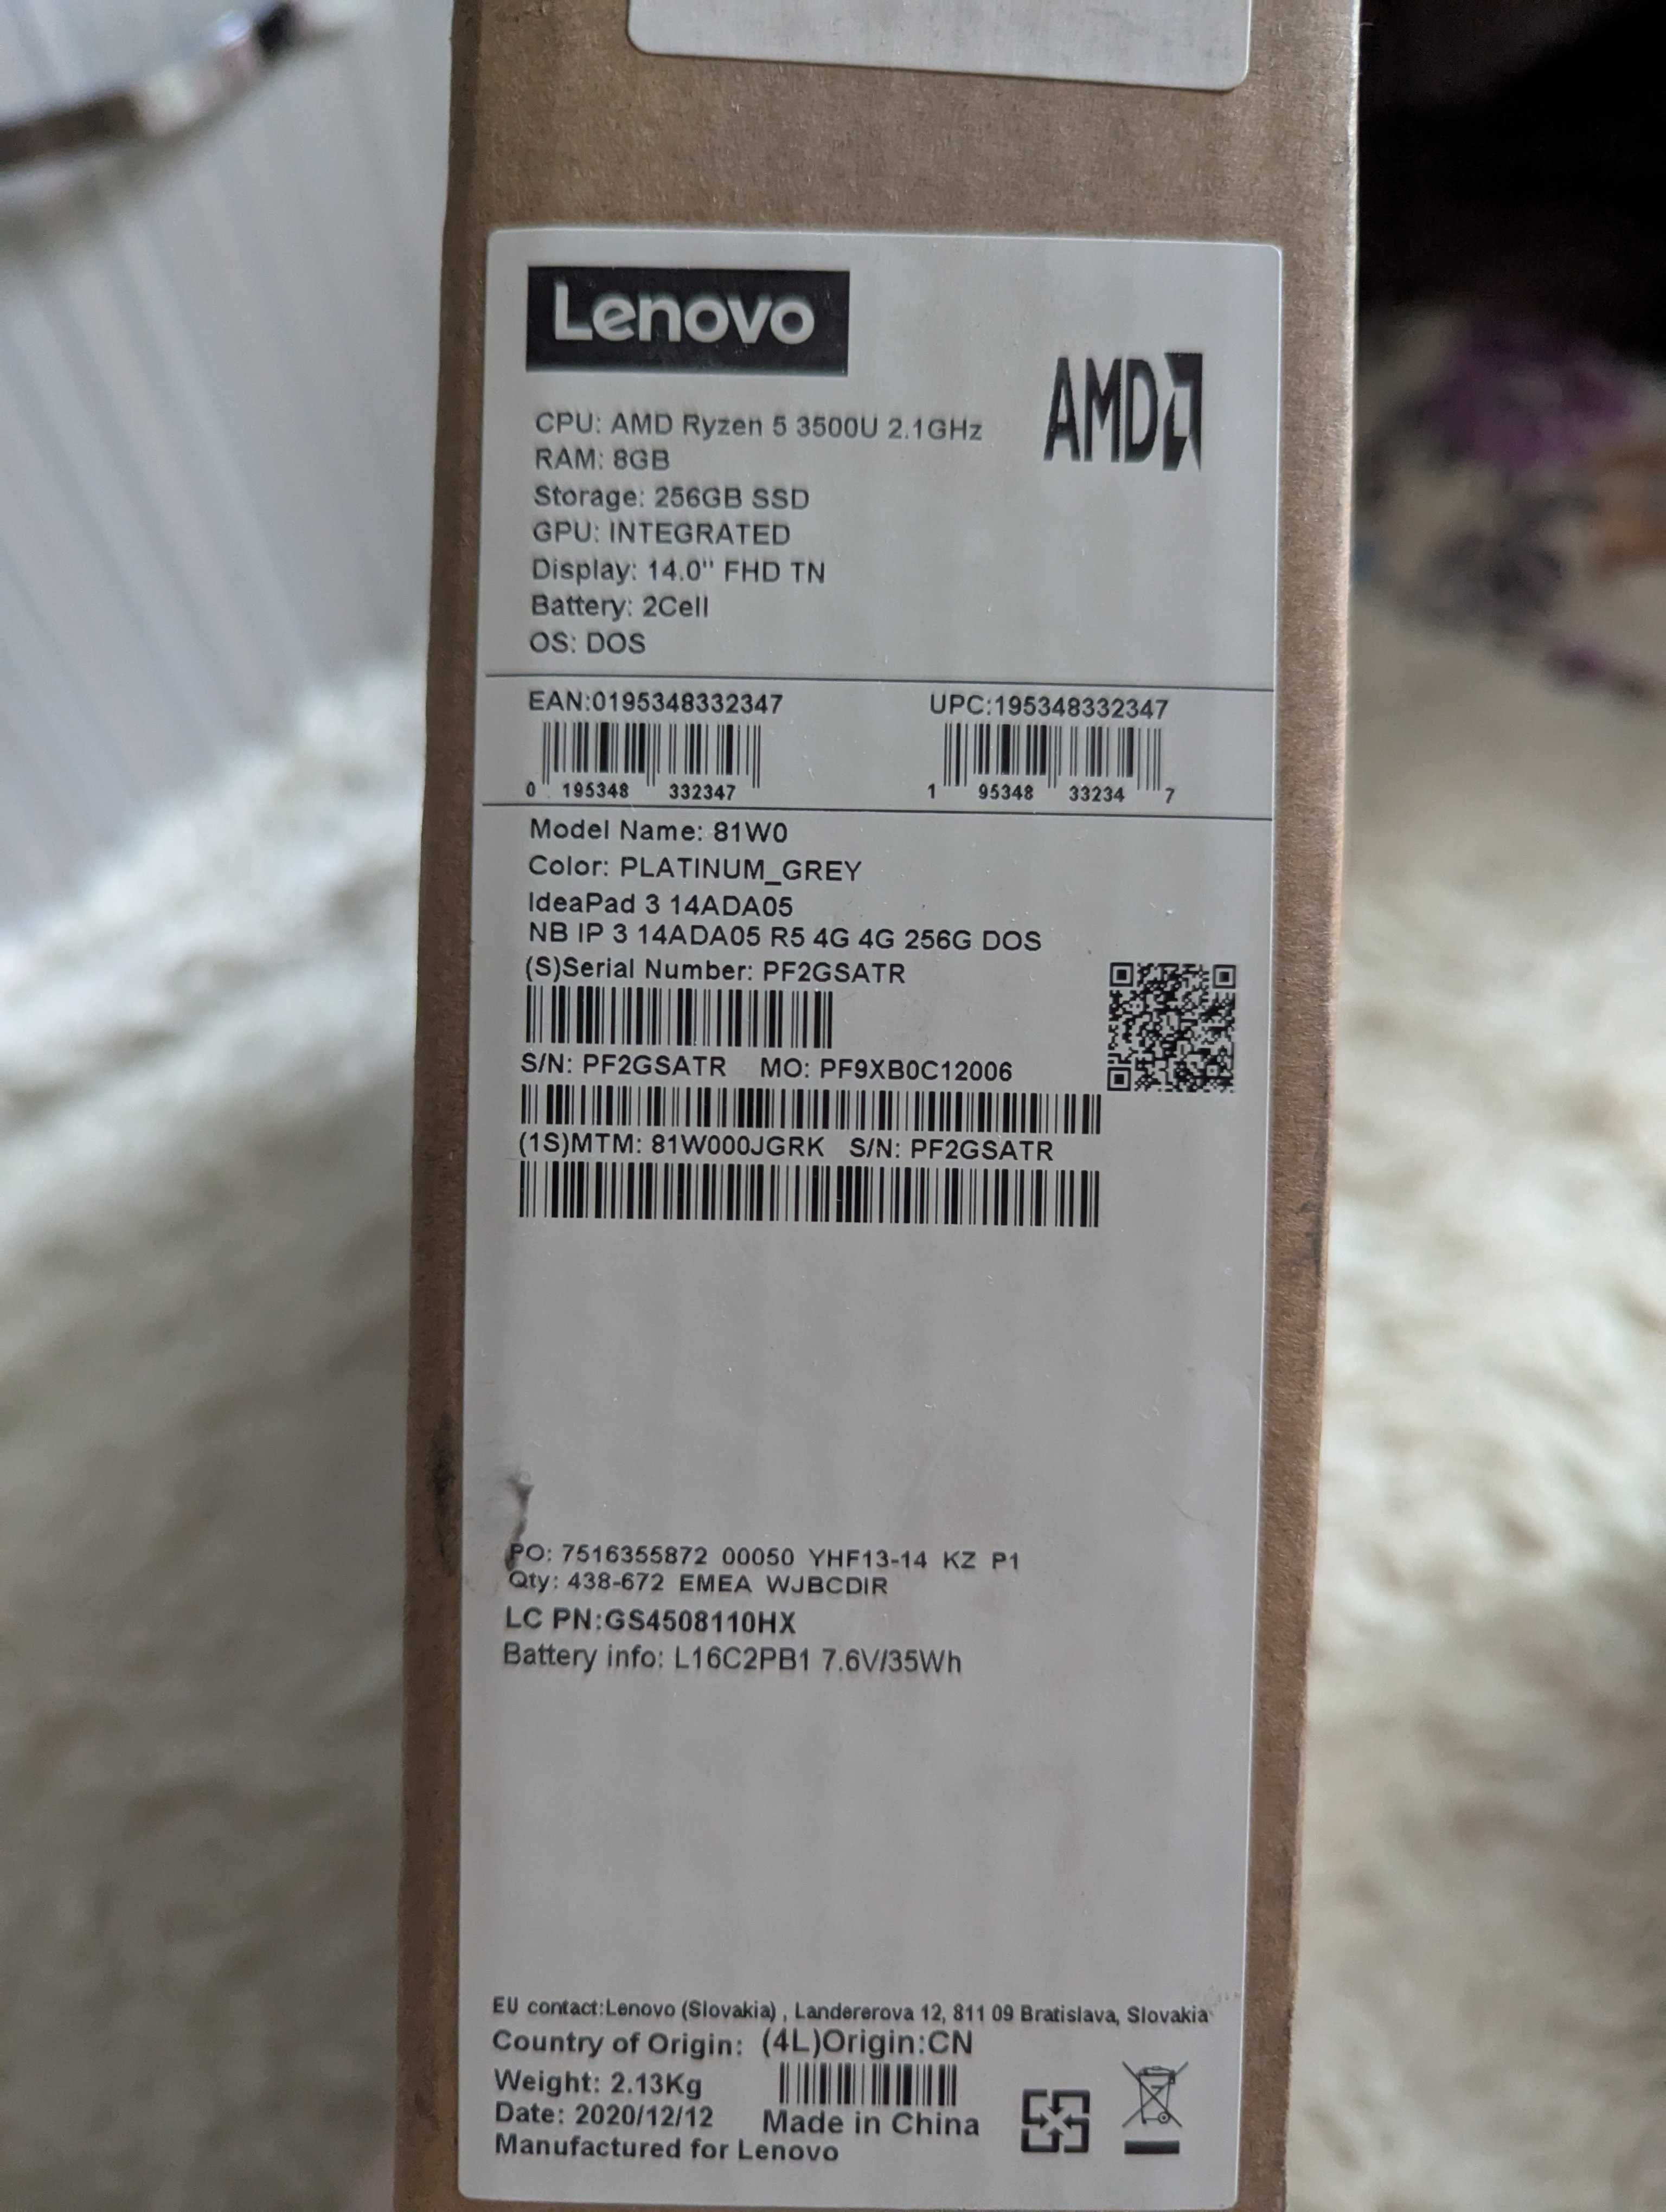 Lenovo
AMD
CPU: AMD Ryzen 5 3500U 2.1GHz
RAM: 8GB
Storage: 256GB SSD
GPU: INTEGRATED
Display: 14.0" FHD TN
Battery: 2Cell
OS: DOS
EAN:0195348332347 UPC:195348332347
0 195348 332347 1 95348 33234 7
Model Name: 81W0
Color: PLATINUM_GREY
IdeaPad 3 14ADA05
NB IP 3 14ADA05 R5 4G 4G 256G DOS
(S)Serial Number: PF2GSATR
S/N: PF2GSATR MO: PF9XB0C12006
(1S)MTM: 81W000JGRK S/N: PF2GSATR
PO: 7516355872 00050 YHF13-14 KZ P1
Qty: 438-672 EMEA WJBCDIR
LC PN:GS4508110HX
Battery info: L16C2PB1 7.6V/35Wh
EU contact:Lenovo (Slovakia) , Landererova 12, 811 09 Bratislava, Slovakia
Country of Origin: (4L)Origin:CN
Weight: 2.13Kg
Date: 2020/12/12 Made in China
Manufactured for Lenovo